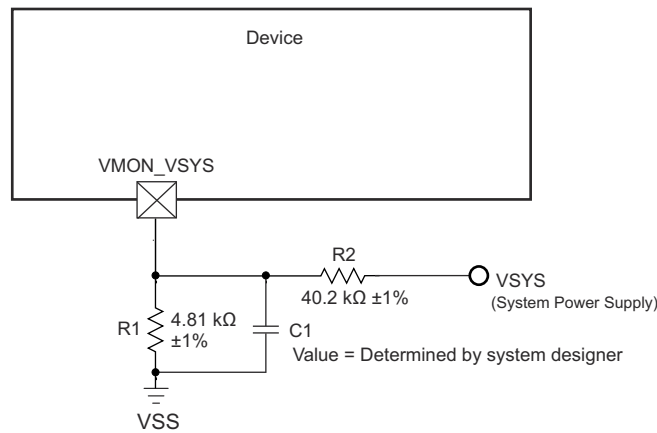 Device
VMON_VSYS
R2
40.2 kΩ ±1%
VSYS
(System Power Supply)
R1
4.81 kΩ
±1%
C1
Value = Determined by system designer
VSS